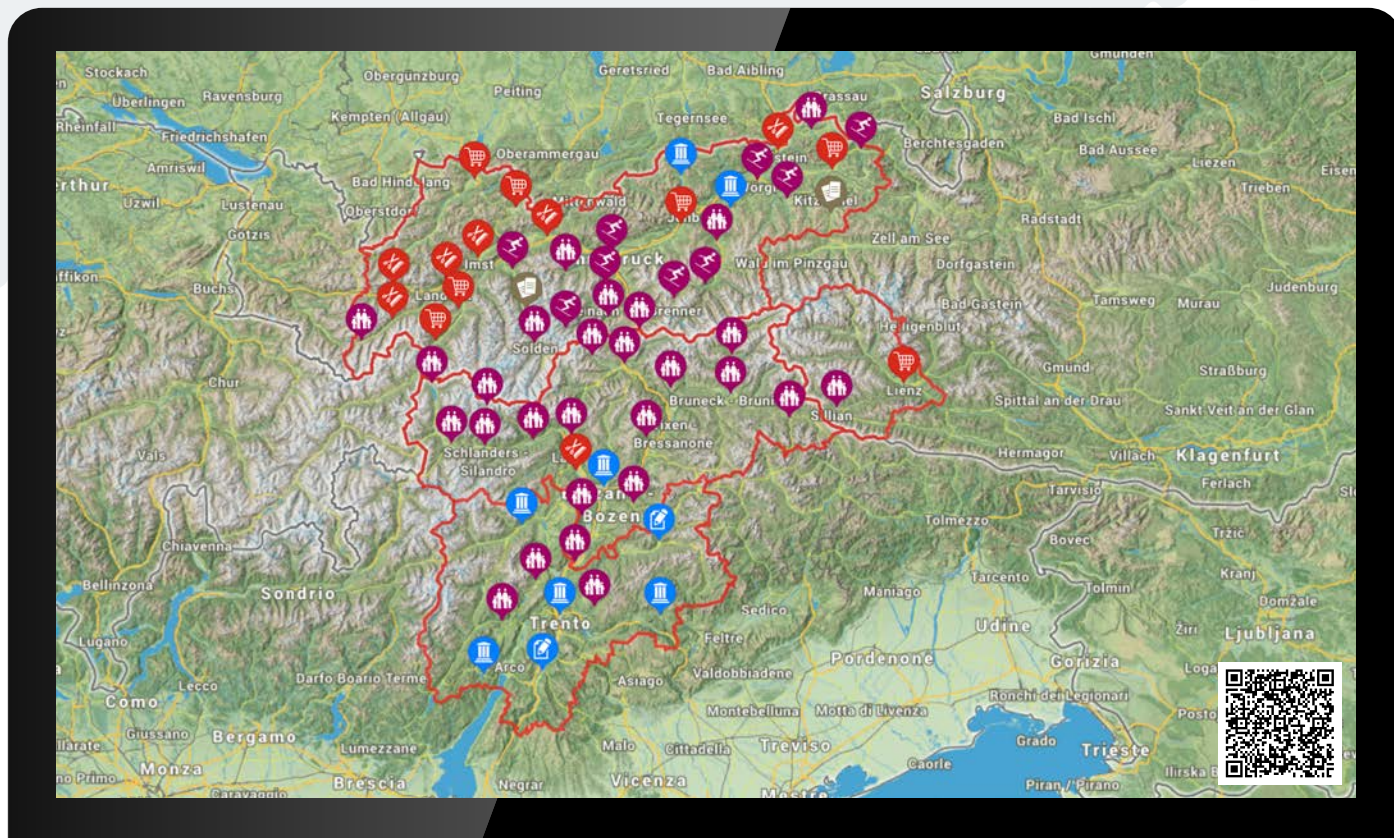 Gmunden
Stockach
Obergünzburg
Geretsried
Bad Aibling
Peiting
Salzburg
Überlingen
Ravensburg
Grassau
Rheinfall
Kempten (Allgäu)
Tegernsee
Bad Ischl
Friedrichshafen
Berchtesgaden
Amriswil
Oberammergau
Bad Aussee
Liezen
Bad Hindelang
Trieben
Uzwil
Lustenau
Oberstdorf
Mittenwald
Kitzbühel
Radstadt
Götzis
Zell am See
Imst
Innsbruck
Wald im Pinzgau
Dorfgastein
Judenburg
Buchs
Landeck
Bad Gastein
Tamsweg
Murau
Brenner
Heiligenblut
Sölden
Gmünd
Straßburg
Chur
Lienz
Bruneck - Brunico
Spittal an der Drau
Sankt Veit an der Glan
Sillian
Brixen
Bressanone
Vals
Schlanders -
Silandro
Hermagor
Villach
Klagenfurt
Ferlach
Tarvisio
Bolzano -
Bozen
Tolmezzo
Bovec
Tržič
Chiavenna
Bellinzona
Sondrio
Tarcento
Tolmin
Kranj
Maniago
Domžale
Sedico
Trento
Udine
Žiri
Ljubljana
Lugano
Feltre
Arco
Pordenone
Gorizia
Lecco
Darfo Boario Terme
Asiago
Valdobbiadene
Como
Ronchi dei Legionari
Montebelluna
Motta di Livenza
Giussano
Bergamo
Lumezzane
Malo
Cittadella
Treviso
Grado
Trieste
Monza
Caorle
Brescia
Negrar
Vicenza
Piran / Pirano
Caravaggio
Mestre